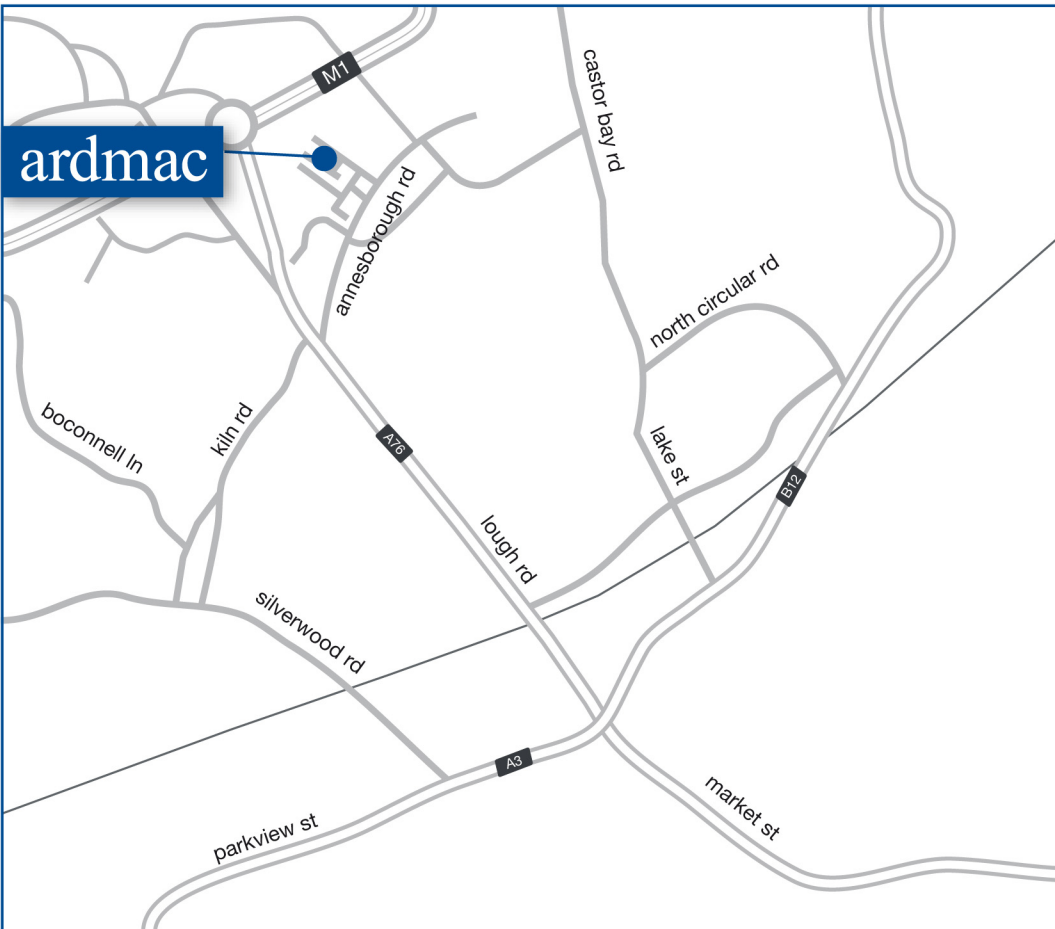 M1
castor bay rd
ardmac
annesborough rd
north circular rd
boconnell ln
kiln rd
A76
lake st
B12
lough rd
silverwood rd
A3
market st
parkview st